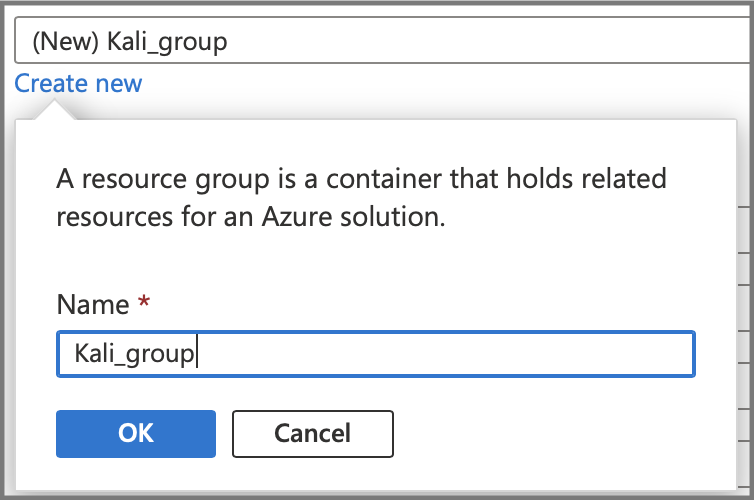 (New) Kali_group
Create new
A resource group is a container that holds related
resources for an Azure solution.
Name *
Kali_group
OK
Cancel